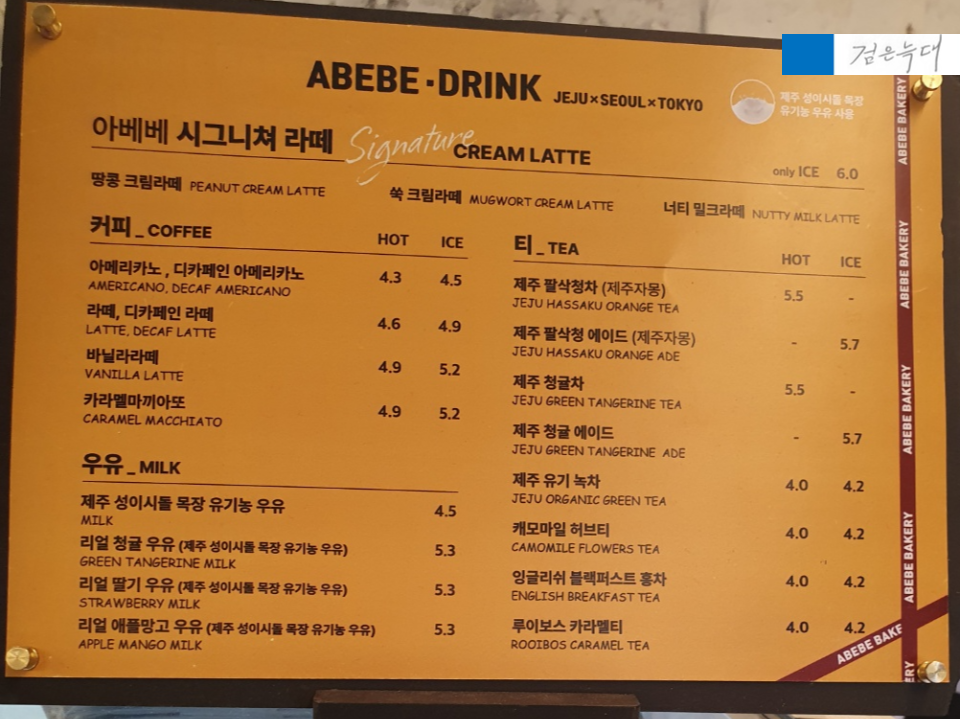 검은늑대
ABEBE·DRINK JEJU×SEOUL×TOKYO
제주 성이시돌 목장
유기농 우유 사용
아베베 시그니쳐 라떼 Signature CREAM LATTE
only ICE 6.0
땅콩 크림라떼 PEANUT CREAM LATTE
쑥 크림라떼 MUGWORT CREAM LATTE
너티 밀크라떼 NUTTY MILK LATTE
커피_COFFEE HOT ICE
아메리카노 , 디카페인 아메리카노 4.3 4.5
AMERICANO, DECAF AMERICANO
라떼, 디카페인 라떼 4.6 4.9
LATTE, DECAF LATTE
바닐라라떼 4.9 5.2
VANILLA LATTE
카라멜마끼아또 4.9 5.2
CARAMEL MACCHIATO
우유_MILK
제주 성이시돌 목장 유기농 우유 4.5
MILK
리얼 청귤 우유 (제주 성이시돌 목장 유기농 우유) 5.3
GREEN TANGERINE MILK
리얼 딸기 우유 (제주 성이시돌 목장 유기농 우유) 5.3
STRAWBERRY MILK
리얼 애플망고 우유 (제주 성이시돌 목장 유기농 우유) 5.3
APPLE MANGO MILK
티_TEA HOT ICE
제주 팔삭청차 (제주자몽) 5.5 -
JEJU HASSAKU ORANGE TEA
제주 팔삭청 에이드 (제주자몽) - 5.7
JEJU HASSAKU ORANGE ADE
제주 청귤차 5.5 -
JEJU GREEN TANGERINE TEA
제주 청귤 에이드 - 5.7
JEJU GREEN TANGERINE ADE
제주 유기 녹차 4.0 4.2
JEJU ORGANIC GREEN TEA
캐모마일 허브티 4.0 4.2
CAMOMILE FLOWERS TEA
잉글리쉬 블랙퍼스트 홍차 4.0 4.2
ENGLISH BREAKFAST TEA
루이보스 카라멜티 4.0 4.2
ROOIBOS CARAMEL TEA
ABEBE BAKERY
ABEBE BAKERY
ABEBE BAKERY
ABEBE BAKERY
ABEBE BAKE
ERY